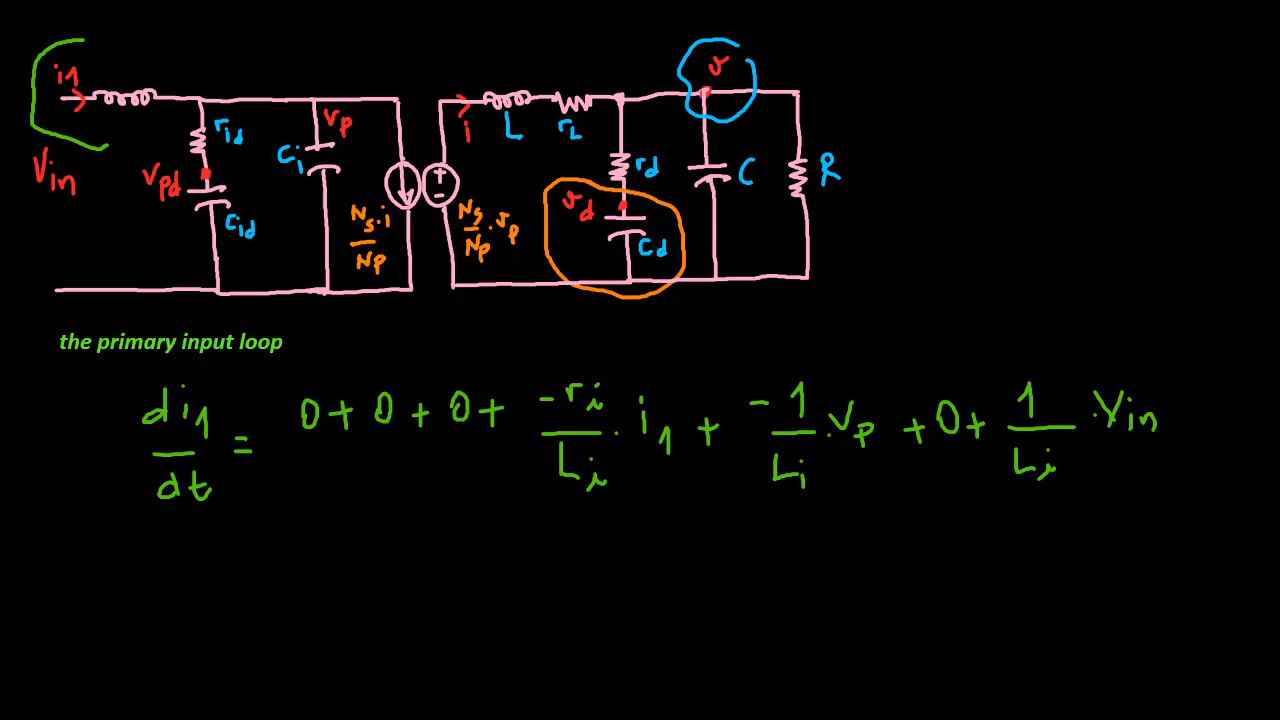 i1
Vin
rid
Vpd
Cid
Ci
Vp
Ns.i
Np
Ns
Np
.vp
i
L
rL
rd
vd
Cd
v
C
R
the primary input loop
di1/dt = 0 + 0 + 0 + -ri/Li . i1 + -1/Li . vp + 0 + 1/Li . Vin